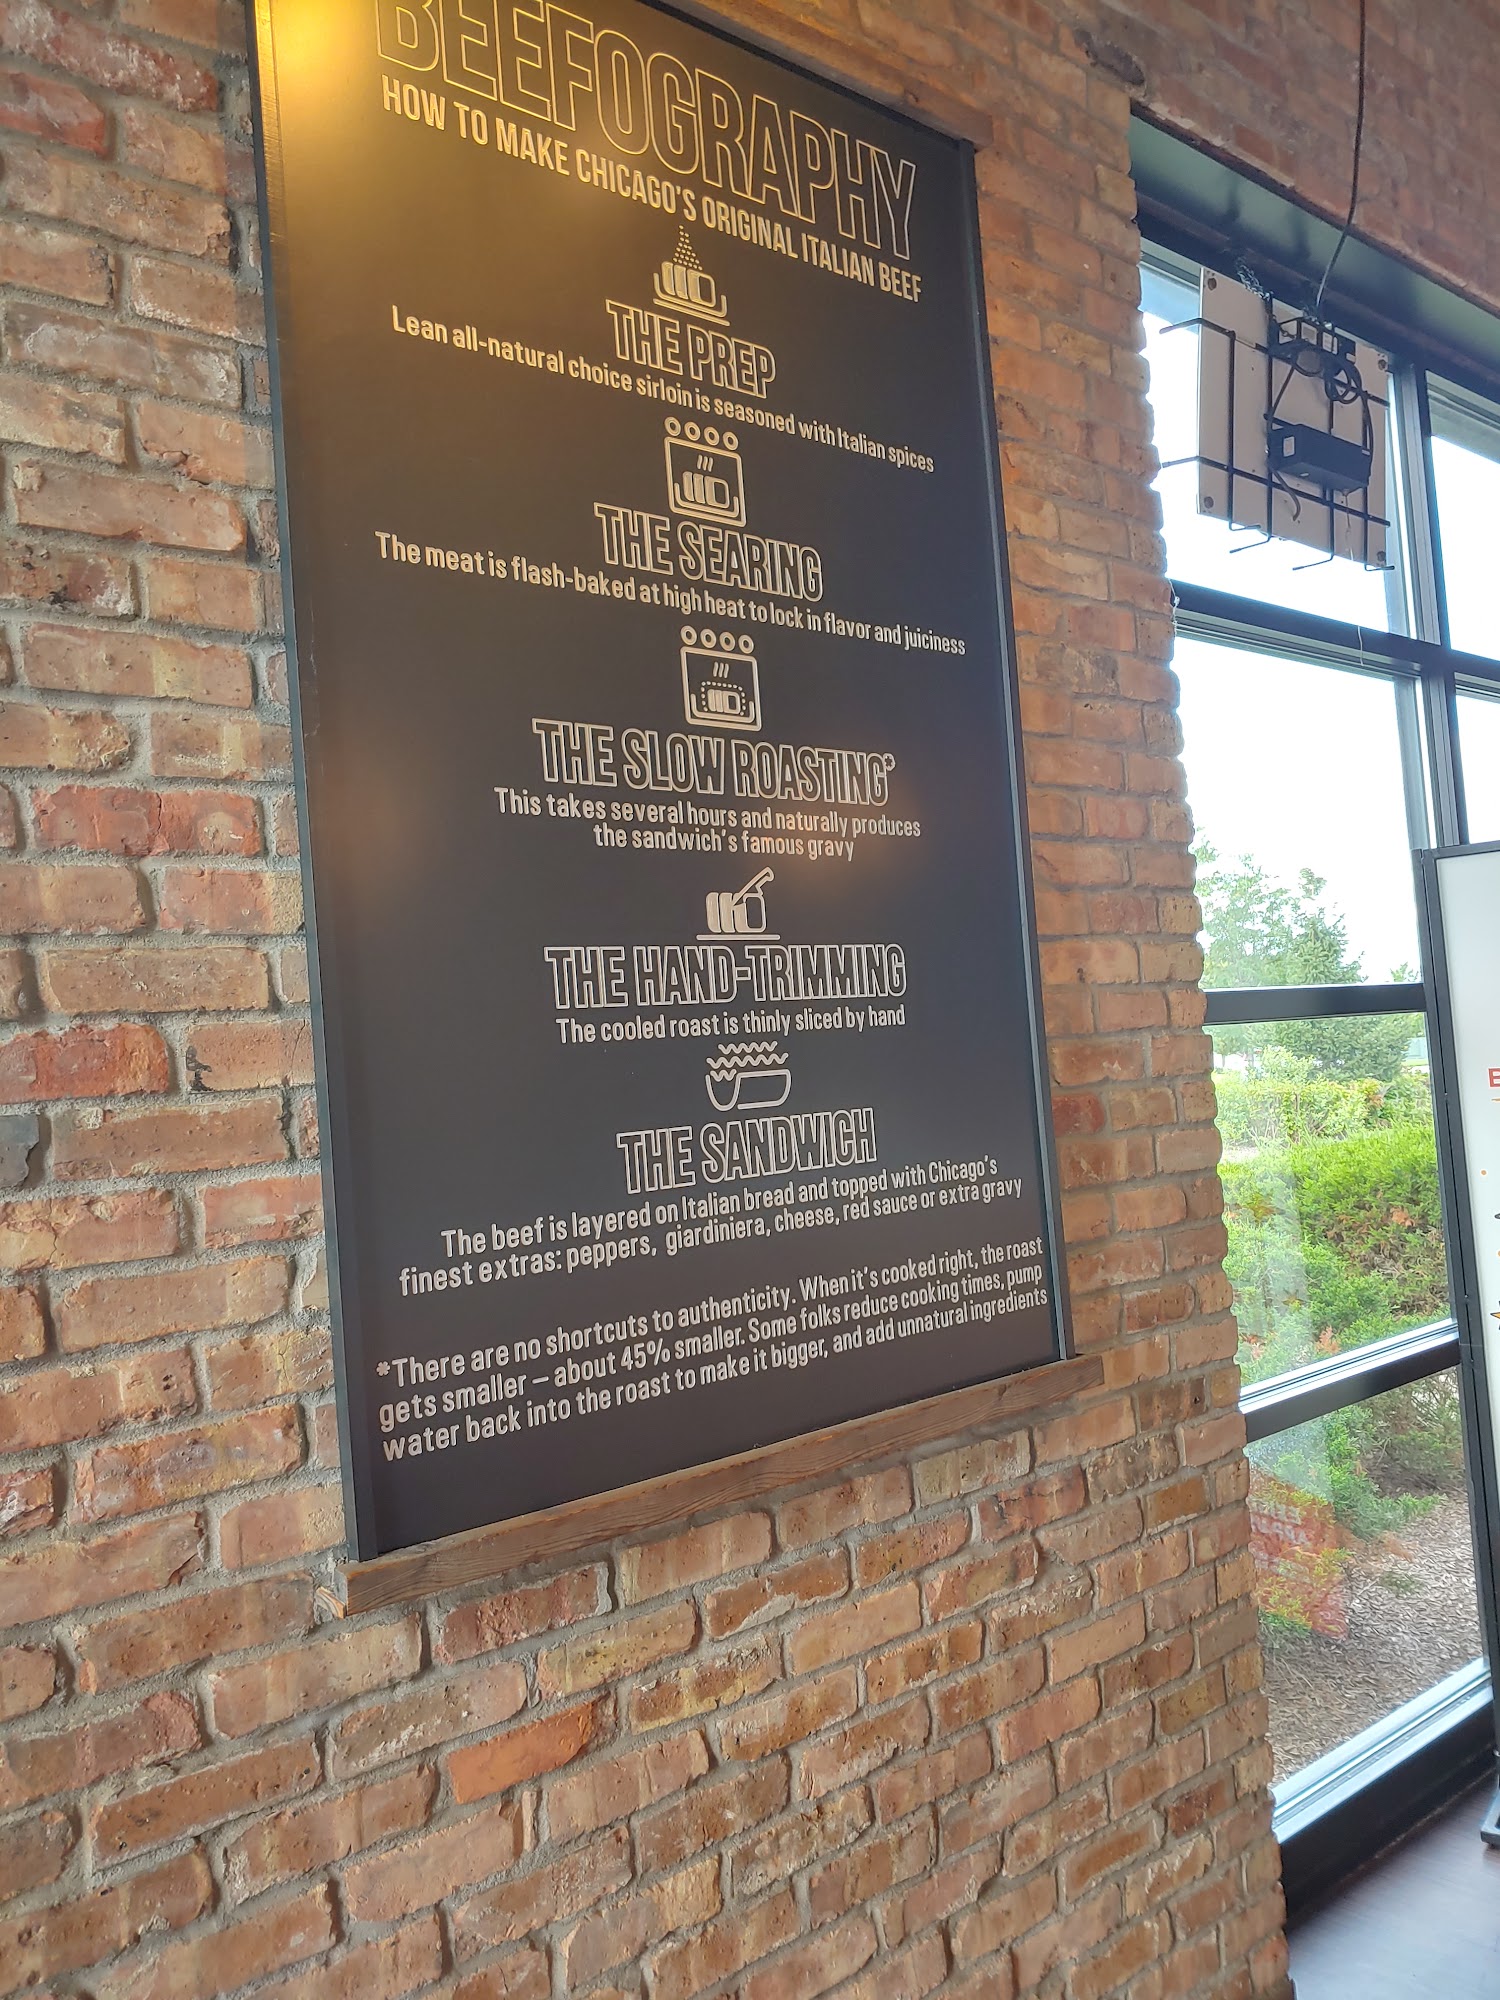 BEEFOGRAPHY
HOW TO MAKE CHICAGO'S ORIGINAL ITALIAN BEEF
THE PREP
Lean all-natural choice sirloin is seasoned with Italian spices
THE SEARING
The meat is flash-baked at high heat to lock in flavor and juiciness
THE SLOW ROASTING*
This takes several hours and naturally produces
the sandwich's famous gravy
THE HAND-TRIMMING
The cooled roast is thinly sliced by hand
THE SANDWICH
The beef is layered on Italian bread and topped with Chicago's
finest extras: peppers, giardiniera, cheese, red sauce or extra gravy
*There are no shortcuts to authenticity. When it's cooked right, the roast
gets smaller – about 45% smaller. Some folks reduce cooking times, pump
water back into the roast to make it bigger, and add unnatural ingredients